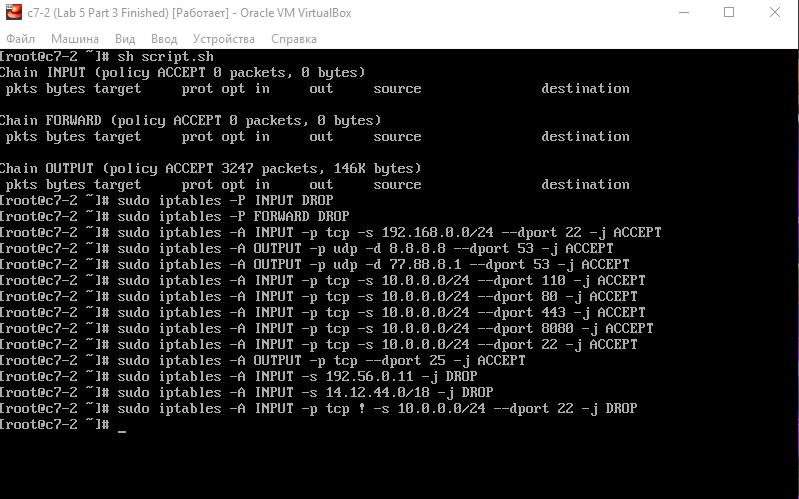 c7-2 (Lab 5 Part 3 Finished) [Работает] - Oracle VM VirtualBox
Файл Машина Вид Ввод Устройства Справка
[root@c7-2 ~]# sh script.sh
Chain INPUT (policy ACCEPT 0 packets, 0 bytes)
pkts bytes target prot opt in out source destination
Chain FORWARD (policy ACCEPT 0 packets, 0 bytes)
pkts bytes target prot opt in out source destination
Chain OUTPUT (policy ACCEPT 3247 packets, 146K bytes)
pkts bytes target prot opt in out source destination
[root@c7-2 ~]# sudo iptables -P INPUT DROP
[root@c7-2 ~]# sudo iptables -P FORWARD DROP
[root@c7-2 ~]# sudo iptables -A INPUT -p tcp -s 192.168.0.0/24 --dport 22 -j ACCEPT
[root@c7-2 ~]# sudo iptables -A OUTPUT -p udp -d 8.8.8.8 --dport 53 -j ACCEPT
[root@c7-2 ~]# sudo iptables -A OUTPUT -p udp -d 77.88.8.1 --dport 53 -j ACCEPT
[root@c7-2 ~]# sudo iptables -A INPUT -p tcp -s 10.0.0.0/24 --dport 110 -j ACCEPT
[root@c7-2 ~]# sudo iptables -A INPUT -p tcp -s 10.0.0.0/24 --dport 80 -j ACCEPT
[root@c7-2 ~]# sudo iptables -A INPUT -p tcp -s 10.0.0.0/24 --dport 443 -j ACCEPT
[root@c7-2 ~]# sudo iptables -A INPUT -p tcp -s 10.0.0.0/24 --dport 8080 -j ACCEPT
[root@c7-2 ~]# sudo iptables -A INPUT -p tcp -s 10.0.0.0/24 --dport 22 -j ACCEPT
[root@c7-2 ~]# sudo iptables -A OUTPUT -p tcp --dport 25 -j ACCEPT
[root@c7-2 ~]# sudo iptables -A INPUT -s 192.56.0.11 -j DROP
[root@c7-2 ~]# sudo iptables -A INPUT -s 14.12.44.0/18 -j DROP
[root@c7-2 ~]# sudo iptables -A INPUT -p tcp ! -s 10.0.0.0/24 --dport 22 -j DROP
[root@c7-2 ~]# _